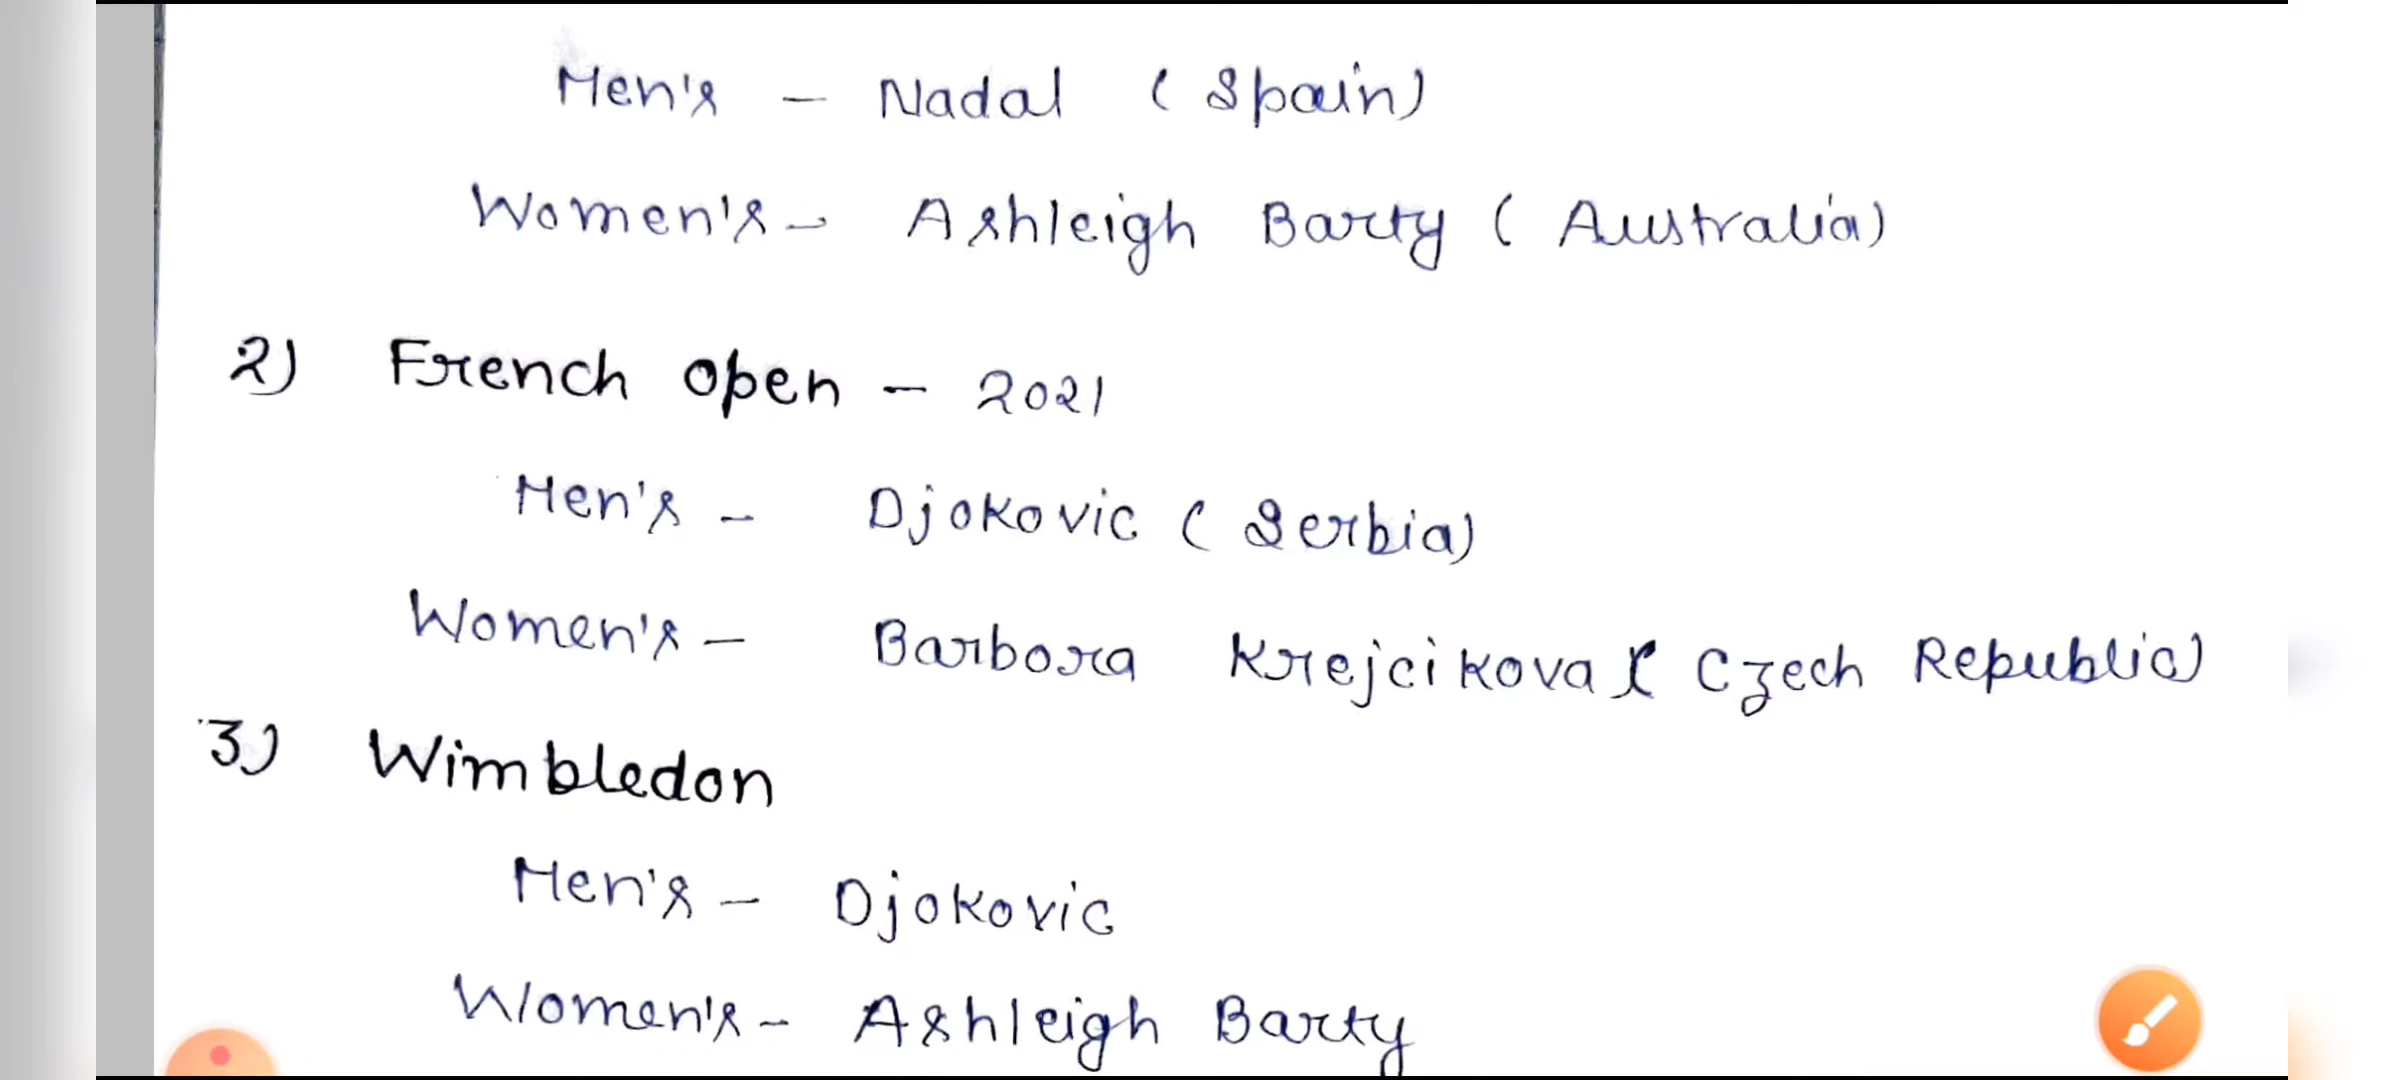 Men's - Nadal (Spain)
Women's - Ashleigh Barty (Australia)
2) French Open - 2021
Men's - Djokovic (Serbia)
Women's - Barbora Krejcikova ( Czech Republic)
3) Wimbledon
Men's - Djokovic
Women's - Ashleigh Barty